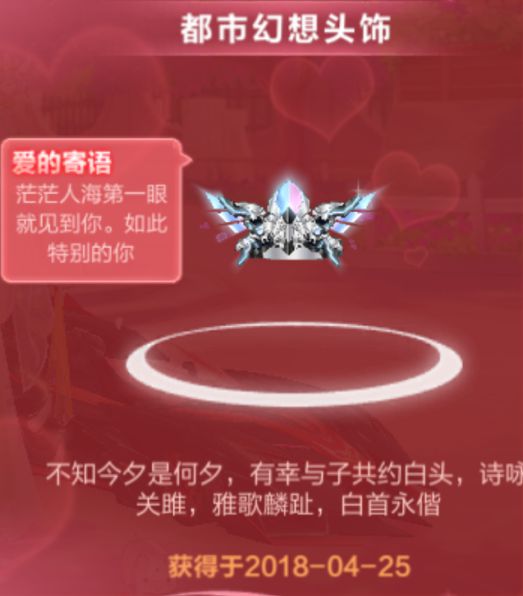 都市幻想头饰
爱的寄语
茫茫人海第一眼
就见到你。如此
特别的你
不知今夕是何夕，有幸与子共约白头，诗咏
关雎，雅歌麟趾，白首永偕
获得于2018-04-25